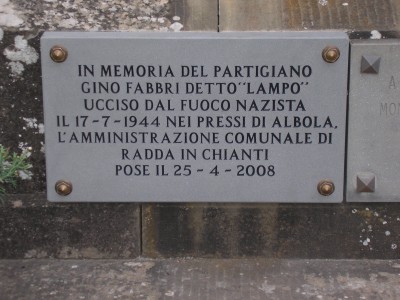 IN MEMORIA DEL PARTIGIANO
GINO FABBRI DETTO "LAMPO"
UCCISO DAL FUOCO NAZISTA
IL 17-7-1944 NEI PRESSI DI ALBOLA,
L'AMMINISTRAZIONE COMUNALE DI
RADDA IN CHIANTI
POSE IL 25-4-2008